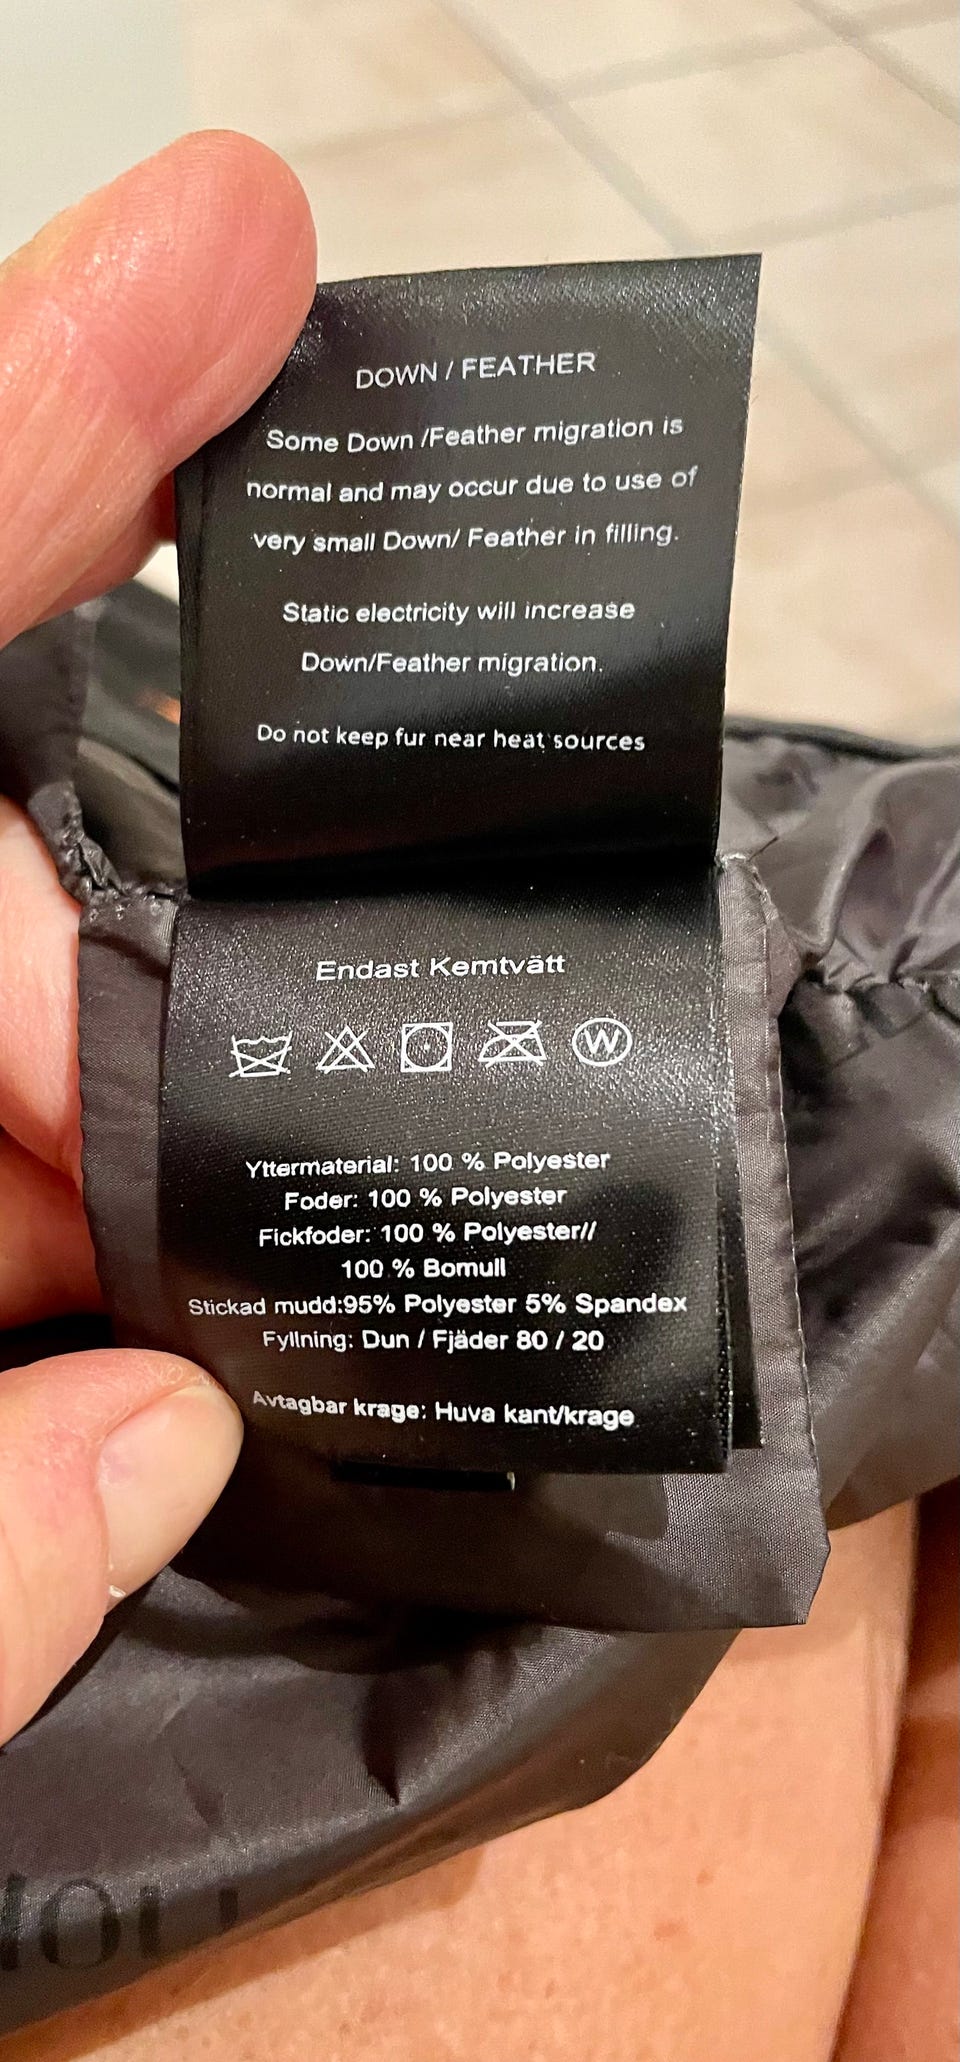 DOWN / FEATHER
Some Down /Feather migration is
normal and may occur due to use of
very small Down/ Feather in filling.
Static electricity will increase
Down/Feather migration.
Do not keep fur near heat sources
Endast Kemtvätt
W
Yttermaterial: 100 % Polyester
Foder: 100 % Polyester
Fickfoder: 100 % Polyester//
100 % Bomull
Stickad mudd:95% Polyester 5% Spandex
Fyllning: Dun / Fjäder 80 / 20
Avtagbar krage: Huva kant/krage